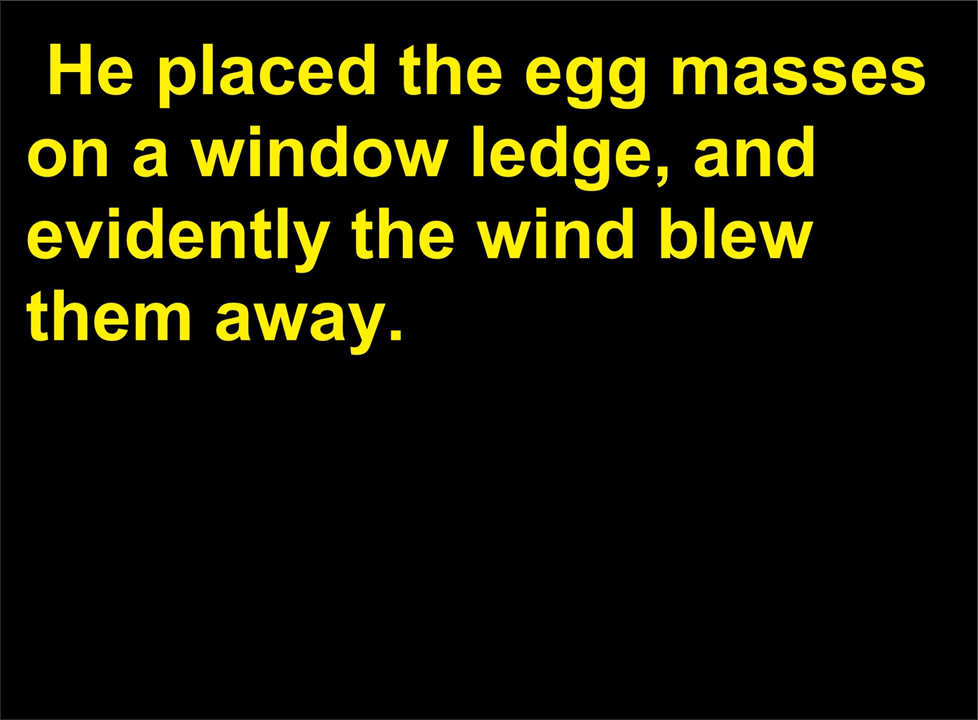 He placed the egg masses
on a window ledge, and
evidently the wind blew
them away.